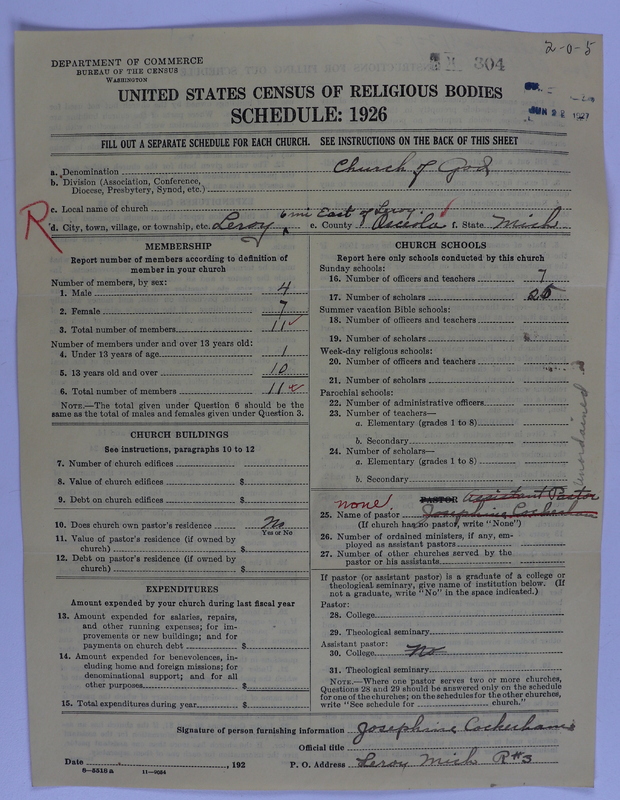 2-0-5
DEPARTMENT OF COMMERCE
BUREAU OF THE CENSUS
WASHINGTON
304
UNITED STATES CENSUS OF RELIGIOUS BODIES
SCHEDULE: 1926
JUN 2 1927
FILL OUT A SEPARATE SCHEDULE FOR EACH CHURCH. SEE INSTRUCTIONS ON THE BACK OF THIS SHEET
a. Denomination Church of God
b. Division (Association, Conference,
Diocese, Presbytery, Synod, etc.)
c. Local name of church 6 mi East of Leroy
R
d. City, town, village, or township, etc. Leroy e. County Osceola f. State Mich
MEMBERSHIP
Report number of members according to definition of
member in your church
Number of members, by sex:
1. Male 4
2. Female 7
3. Total number of members 11
Number of members under and over 13 years old:
4. Under 13 years of age 1
5. 13 years old and over 10
6. Total number of members 11
NOTE.—The total given under Question 6 should be the
same as the total of males and females given under Question 3.
CHURCH BUILDINGS
See instructions, paragraphs 10 to 12
7. Number of church edifices
8. Value of church edifices $
9. Debt on church edifices $
10. Does church own pastor's residence No
Yes or No
11. Value of pastor's residence (if owned by
church) $
12. Debt on pastor's residence (if owned by
church) $
EXPENDITURES
Amount expended by your church during last fiscal year
13. Amount expended for salaries, repairs,
and other running expenses; for im-
provements or new buildings; and for
payments on church debt $
14. Amount expended for benevolences, in-
cluding home and foreign missions; for
denominational support; and for all
other purposes $
15. Total expenditures during year $
CHURCH SCHOOLS
Report here only schools conducted by this church
Sunday schools:
16. Number of officers and teachers 7
17. Number of scholars 25
Summer vacation Bible schools:
18. Number of officers and teachers
19. Number of scholars
Week-day religious schools:
20. Number of officers and teachers
21. Number of scholars
Parochial schools:
22. Number of administrative officers
23. Number of teachers—
a. Elementary (grades 1 to 8)
b. Secondary
24. Number of scholars—
a. Elementary (grades 1 to 8)
b. Secondary
unordained
PASTOR Assistant Pastor
none
25. Name of pastor Josephine Cockerham
(If church has no pastor, write "None")
26. Number of ordained ministers, if any, em-
ployed as assistant pastors
27. Number of other churches served by the
pastor or his assistants
If pastor (or assistant pastor) is a graduate of a college or
theological seminary, give name of institution below. (If
not a graduate, write "No" in the space indicated.)
Pastor:
28. College
29. Theological seminary
Assistant pastor:
30. College No
31. Theological seminary
NOTE.—Where one pastor serves two or more churches,
Questions 28 and 29 should be answered only on the schedule
for one of the churches; on the schedules for the other churches,
write "See schedule for church."
Signature of person furnishing information Josephine Cockerham
Official title
Date , 192 P. O. Address Leroy Mich R#3
8—5518a 11—9054